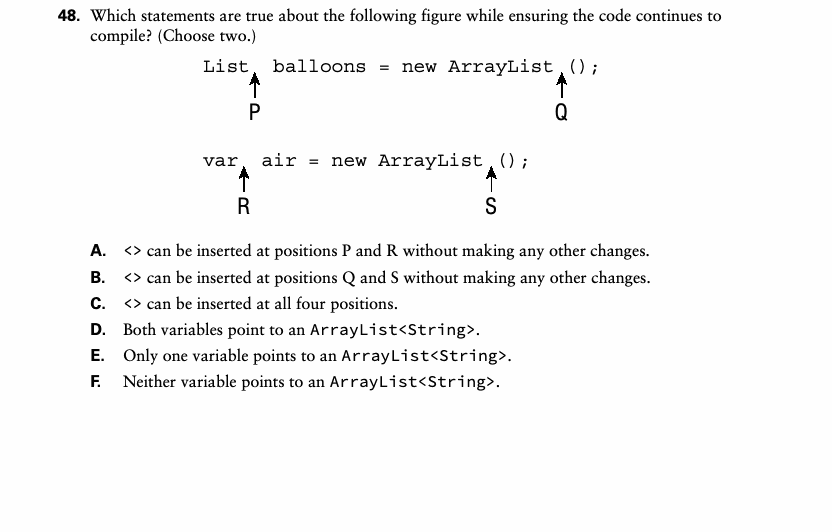 48. Which statements are true about the following figure while ensuring the code continues to
compile? (Choose two.)
List balloons = new ArrayList ();
P Q
var air = new ArrayList ();
R S
A. <> can be inserted at positions P and R without making any other changes.
B. <> can be inserted at positions Q and S without making any other changes.
C. <> can be inserted at all four positions.
D. Both variables point to an ArrayList<String>.
E. Only one variable points to an ArrayList<String>.
F. Neither variable points to an ArrayList<String>.